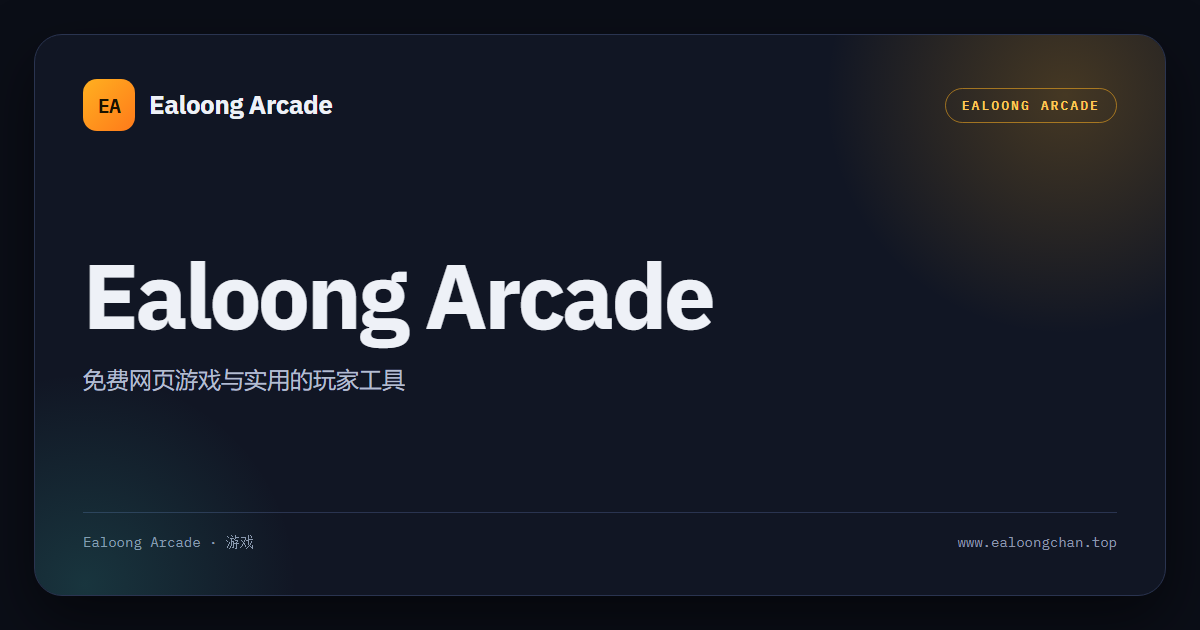 EA
Ealoong Arcade
EALOONG ARCADE
Ealoong Arcade
免费网页游戏与实用的玩家工具
Ealoong Arcade · 游戏
www.ealoongchan.top